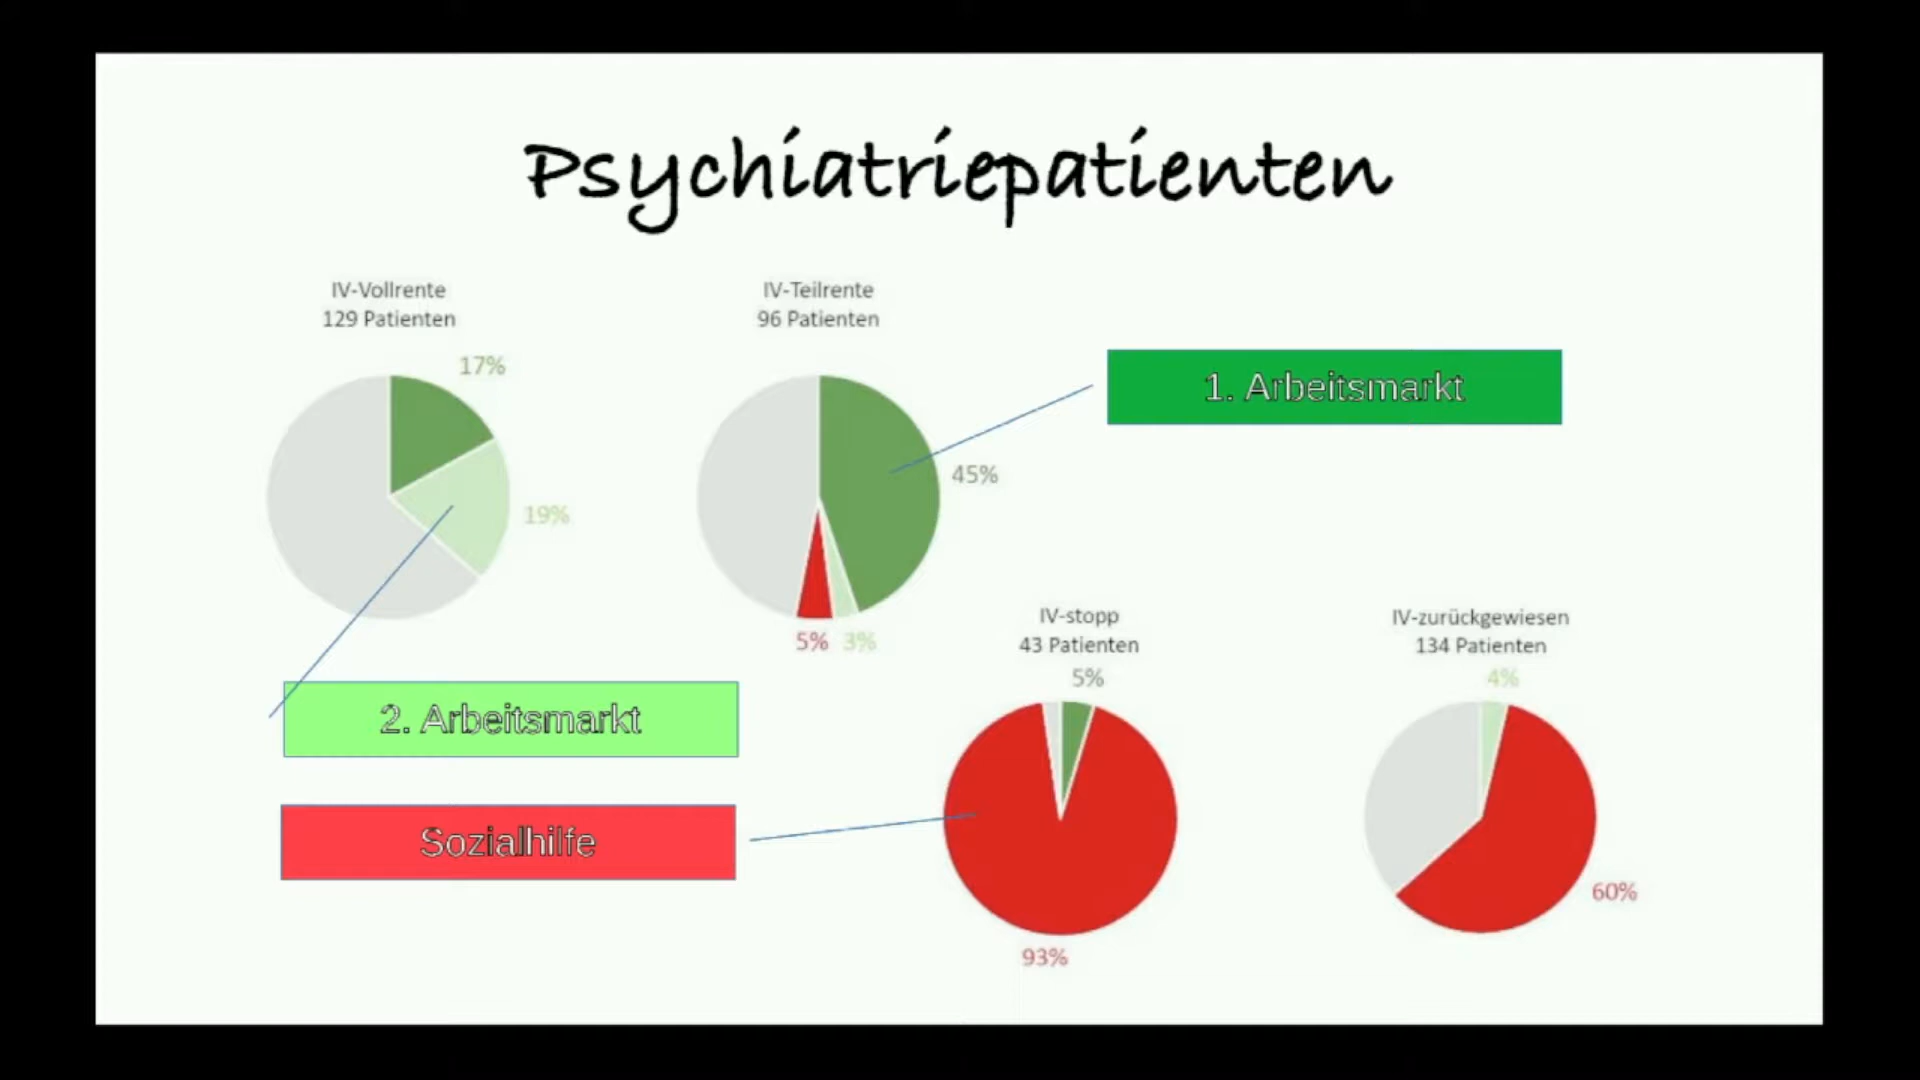 Psychiatriepatienten
IV-Vollrente
129 Patienten
17%
19%
IV-Teilrente
96 Patienten
45%
5%
3%
1. Arbeitsmarkt
2. Arbeitsmarkt
Sozialhilfe
IV-stopp
43 Patienten
5%
93%
IV-zurückgewiesen
134 Patienten
4%
60%